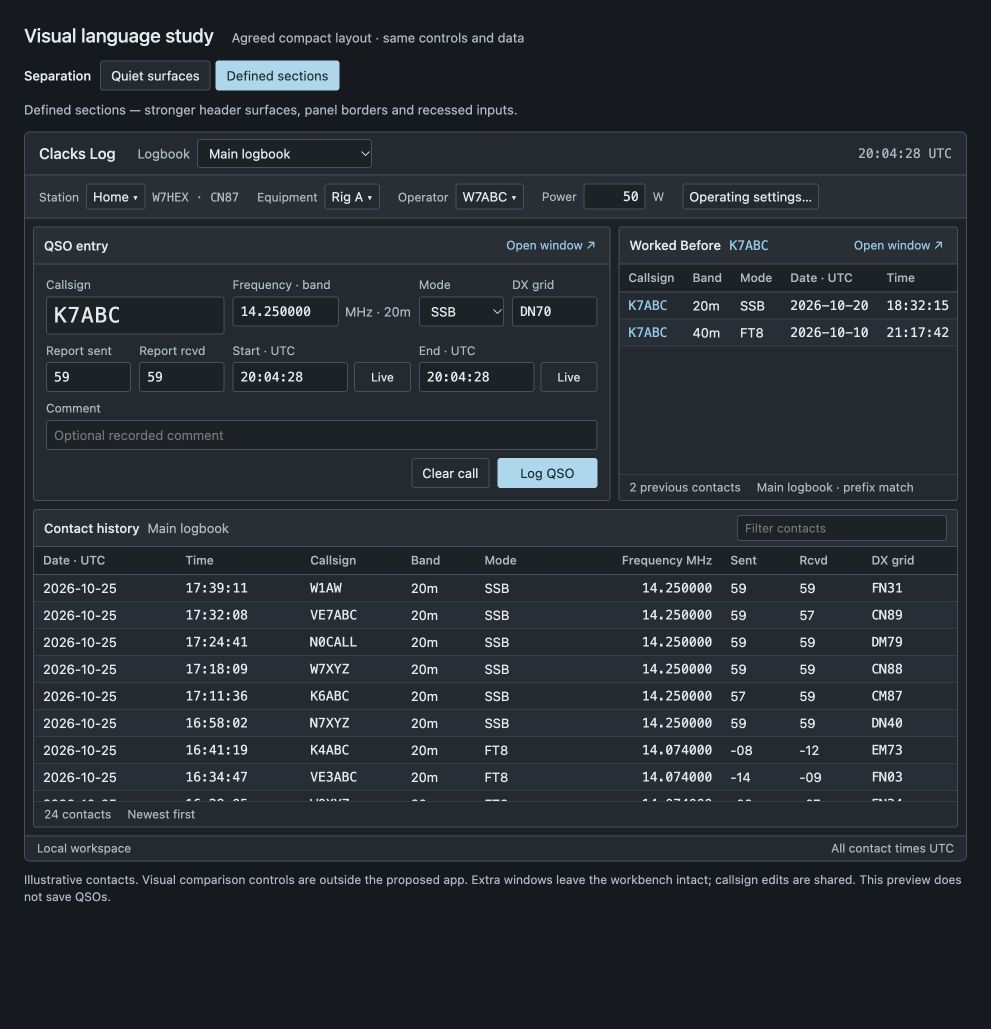 Visual language study Agreed compact layout · same controls and data
Separation Quiet surfaces Defined sections
Defined sections — stronger header surfaces, panel borders and recessed inputs.
Clacks Log Logbook Main logbook 20:04:28 UTC
Station Home ▾ W7HEX · CN87 Equipment Rig A ▾ Operator W7ABC ▾ Power 50 W Operating settings...
QSO entry Open window ↗
Callsign Frequency · band Mode DX grid
K7ABC 14.250000 MHz · 20m SSB DN70
Report sent Report rcvd Start · UTC End · UTC
59 59 20:04:28 Live 20:04:28 Live
Comment
Optional recorded comment
Clear call Log QSO
Worked Before K7ABC Open window ↗
Callsign Band Mode Date · UTC Time
K7ABC 20m SSB 2026-10-20 18:32:15
K7ABC 40m FT8 2026-10-10 21:17:42
2 previous contacts Main logbook · prefix match
Contact history Main logbook Filter contacts
Date · UTC Time Callsign Band Mode Frequency MHz Sent Rcvd DX grid
2026-10-25 17:39:11 W1AW 20m SSB 14.250000 59 59 FN31
2026-10-25 17:32:08 VE7ABC 20m SSB 14.250000 59 57 CN89
2026-10-25 17:24:41 N0CALL 20m SSB 14.250000 59 59 DM79
2026-10-25 17:18:09 W7XYZ 20m SSB 14.250000 59 59 CN88
2026-10-25 17:11:36 K6ABC 20m SSB 14.250000 57 59 CM87
2026-10-25 16:58:02 N7XYZ 20m SSB 14.250000 59 59 DN40
2026-10-25 16:41:19 K4ABC 20m FT8 14.074000 -08 -12 EM73
2026-10-25 16:34:47 VE3ABC 20m FT8 14.074000 -14 -09 FN03
24 contacts Newest first
Local workspace All contact times UTC
Illustrative contacts. Visual comparison controls are outside the proposed app. Extra windows leave the workbench intact; callsign edits are shared. This preview does
not save QSOs.